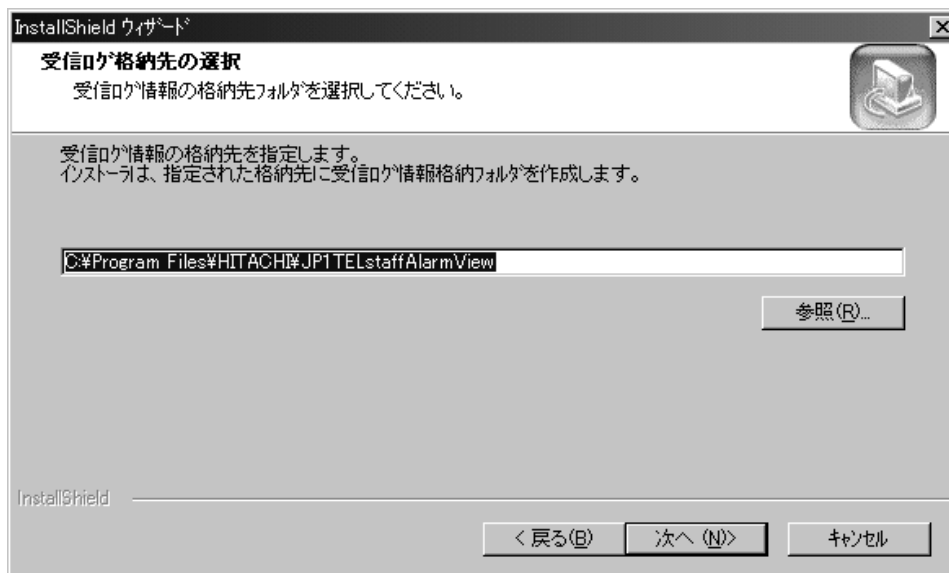 InstallShield ウィザード
受信ログ格納先の選択
受信ログ情報の格納先フォルダを選択してください。
受信ログ情報の格納先を指定します。
インストーラは、指定された格納先に受信ログ情報格納フォルダを作成します。
C:¥Program Files¥HITACHI¥JP1TELstaffAlarmView
参照(R)...
InstallShield
< 戻る(B)
次へ (N)>
キャンセル